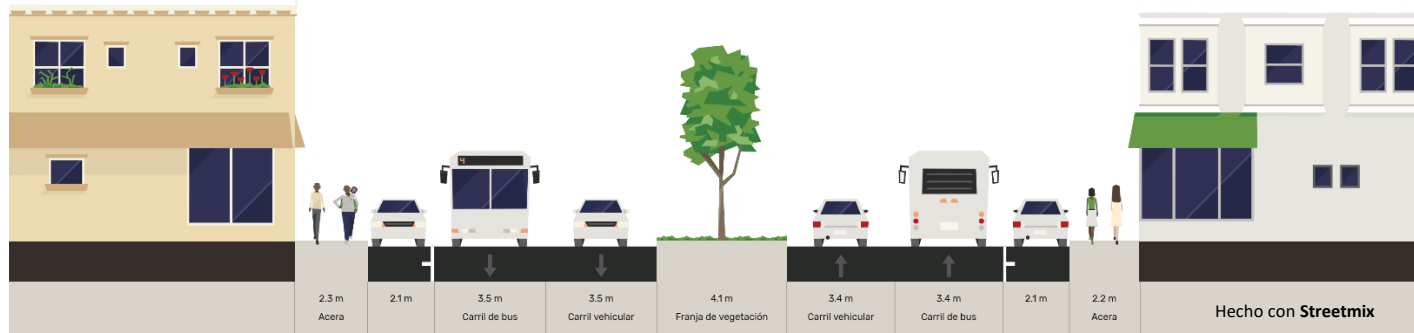 4
2.3 m
Acera
2.1 m
3.5 m
Carril de bus
3.5 m
Carril vehicular
4.1 m
Franja de vegetación
3.4 m
Carril vehicular
3.4 m
Carril de bus
2.1 m
2.2 m
Acera
Hecho con Streetmix